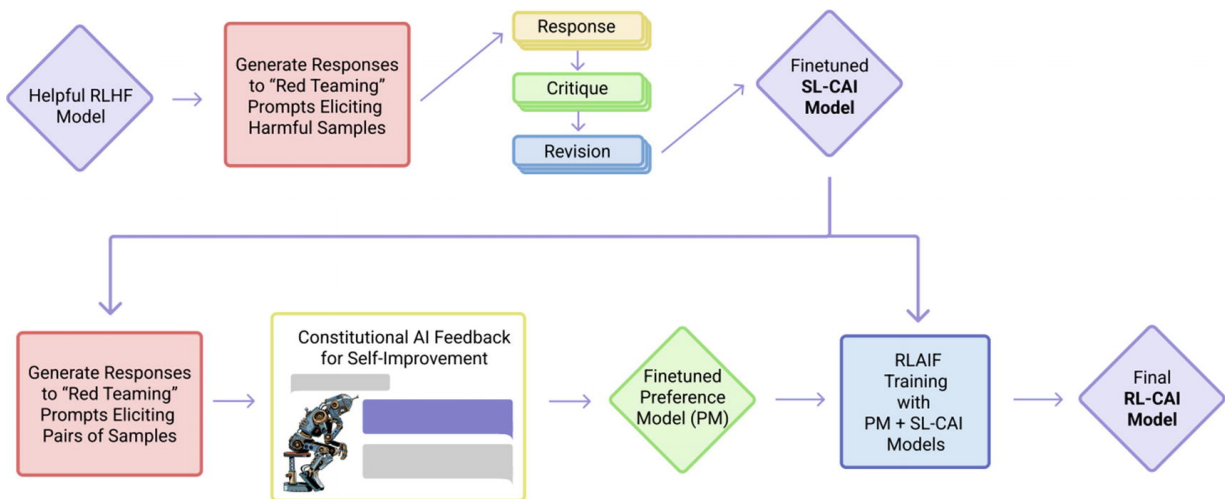 Helpful RLHF
Model
Generate Responses
to “Red Teaming”
Prompts Eliciting
Harmful Samples
Response
Critique
Revision
Finetuned
SL-CAI
Model
Generate Responses
to “Red Teaming”
Prompts Eliciting
Pairs of Samples
Constitutional AI Feedback
for Self-Improvement
Finetuned
Preference
Model (PM)
RLAIF
Training
with
PM + SL-CAI
Models
Final
RL-CAI
Model